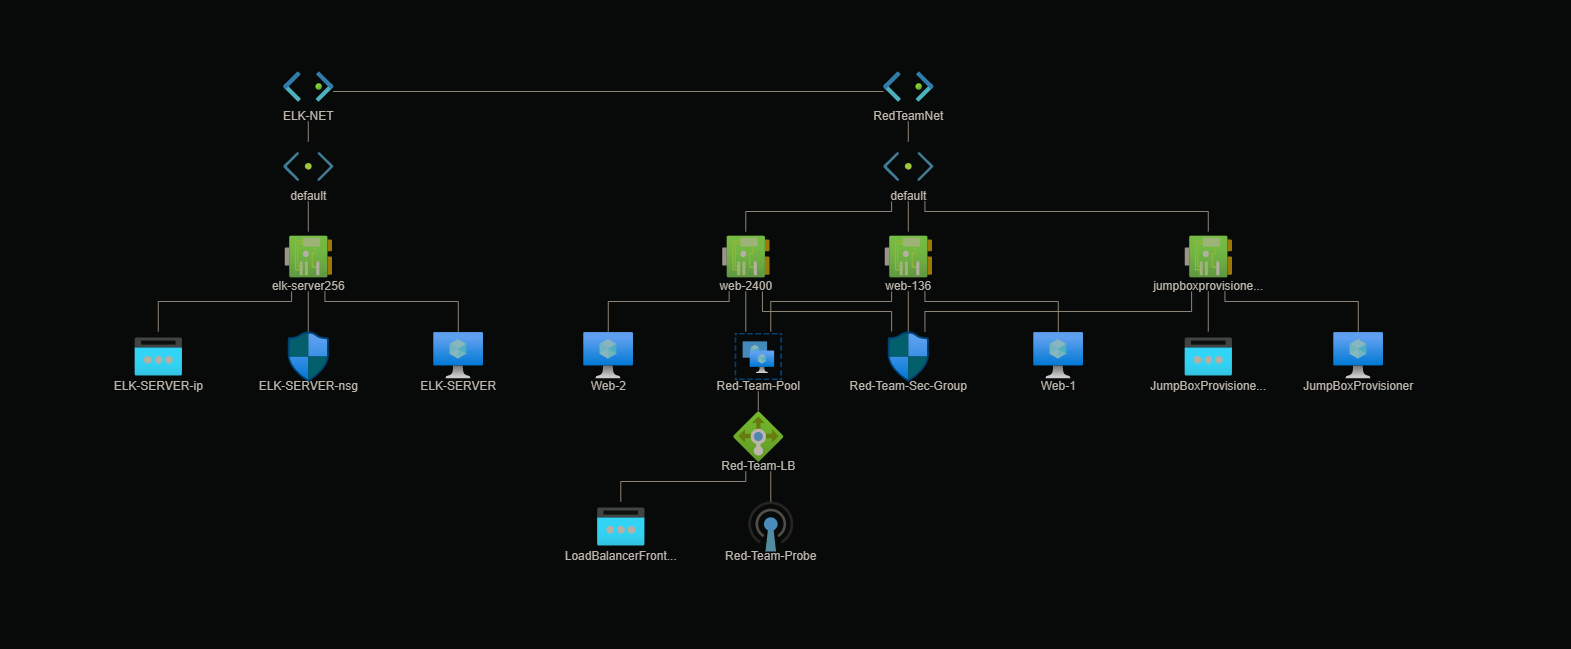 ELK-NET
RedTeamNet
default
default
elk-server256
web-2400
web-136
jumpboxprovisione...
ELK-SERVER-ip
ELK-SERVER-nsg
ELK-SERVER
Web-2
Red-Team-Pool
Red-Team-Sec-Group
Web-1
JumpBoxProvisione...
JumpBoxProvisioner
Red-Team-LB
LoadBalancerFront...
Red-Team-Probe